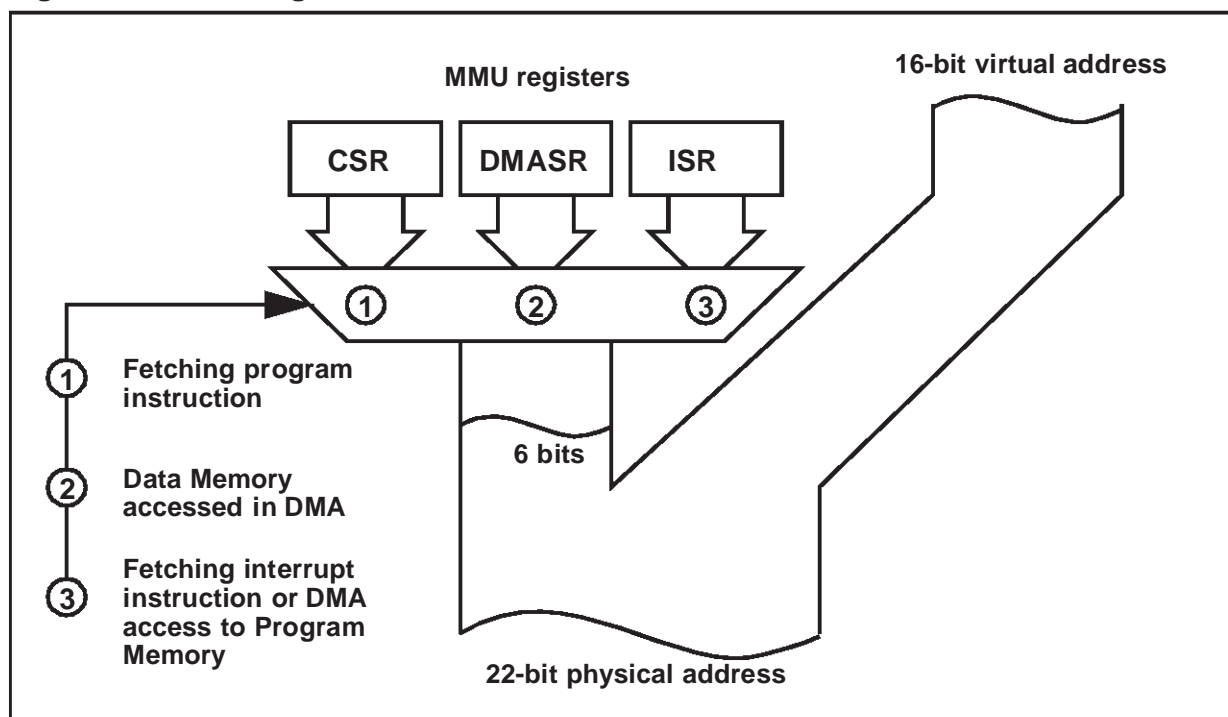 MMU registers
16-bit virtual address
CSR
DMASR
ISR
1
2
3
1
Fetching program
instruction
6 bits
2
Data Memory
accessed in DMA
3
Fetching interrupt
instruction or DMA
access to Program
Memory
22-bit physical address